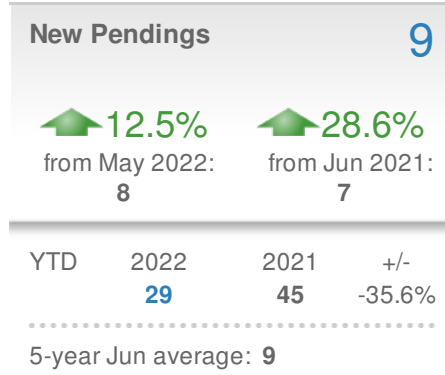 New Pendings 9
12.5% 28.6%
from May 2022: from Jun 2021:
8 7
YTD 2022 2021 +/-
29 45 -35.6%
5-year Jun average: 9